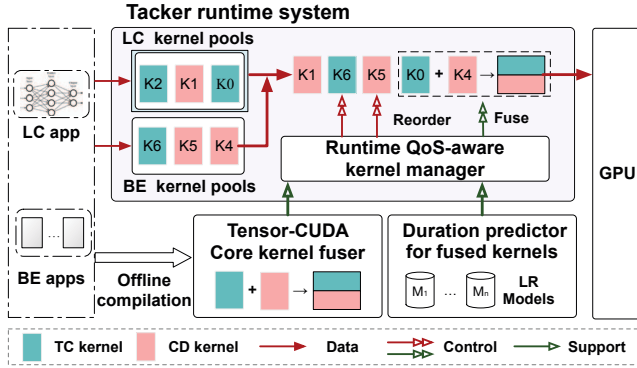 Tacker runtime system
LC kernel pools
K2 K1 K0
K1 K6 K5 K0 + K4 →
Reorder
Fuse
LC app
K6 K5 K4
BE kernel pools
Runtime QoS-aware
kernel manager
GPU
...
BE apps
Offline
compilation
Tensor-CUDA
Core kernel fuser
+ →
Duration predictor
for fused kernels
M1 ... Mn
LR
Models
TC kernel CD kernel Data Control Support